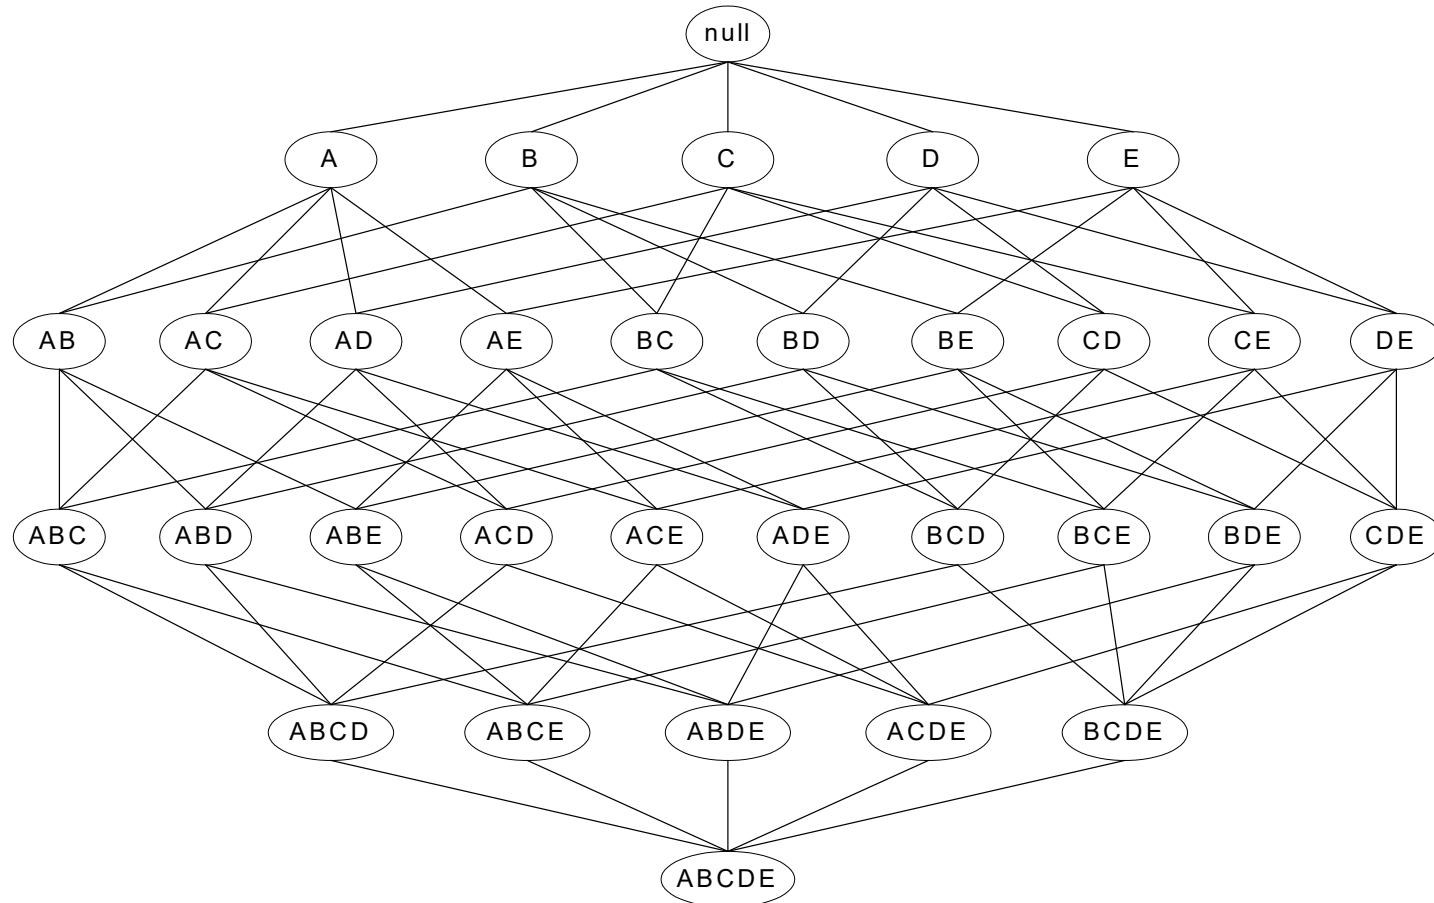 null
A B C D E
AB AC AD AE BC BD BE CD CE DE
ABC ABD ABE ACD ACE ADE BCD BCE BDE CDE
ABCD ABCE ABDE ACDE BCDE
ABCDE